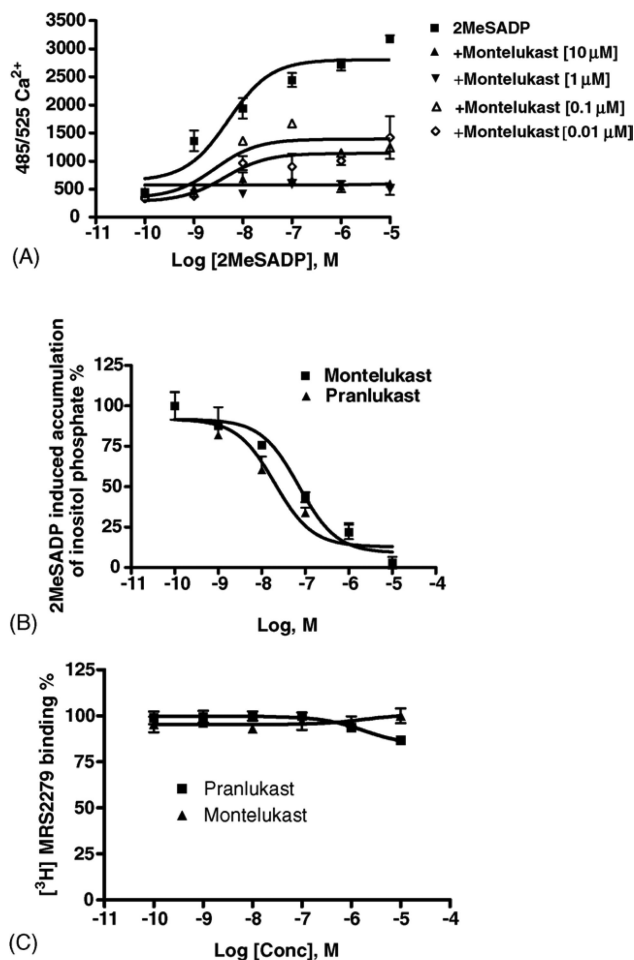 485/525 Ca²⁺
3500
3000
2500
2000
1500
1000
500
0
-11 -10 -9 -8 -7 -6 -5
Log [2MeSADP], M
2MeSADP
+Montelukast [10 μM]
+Montelukast [1 μM]
+Montelukast [0.1 μM]
+Montelukast [0.01 μM]
(A)
2MeSADP induced accumulation
of inositol phosphate %
125
100
75
50
25
0
-11 -10 -9 -8 -7 -6 -5 -4
Log, M
Montelukast
Pranlukast
(B)
[³H] MRS2279 binding %
125
100
75
50
25
0
-10 -9 -8 -7 -6 -5 -4
Log [Conc], M
Pranlukast
Montelukast
(C)